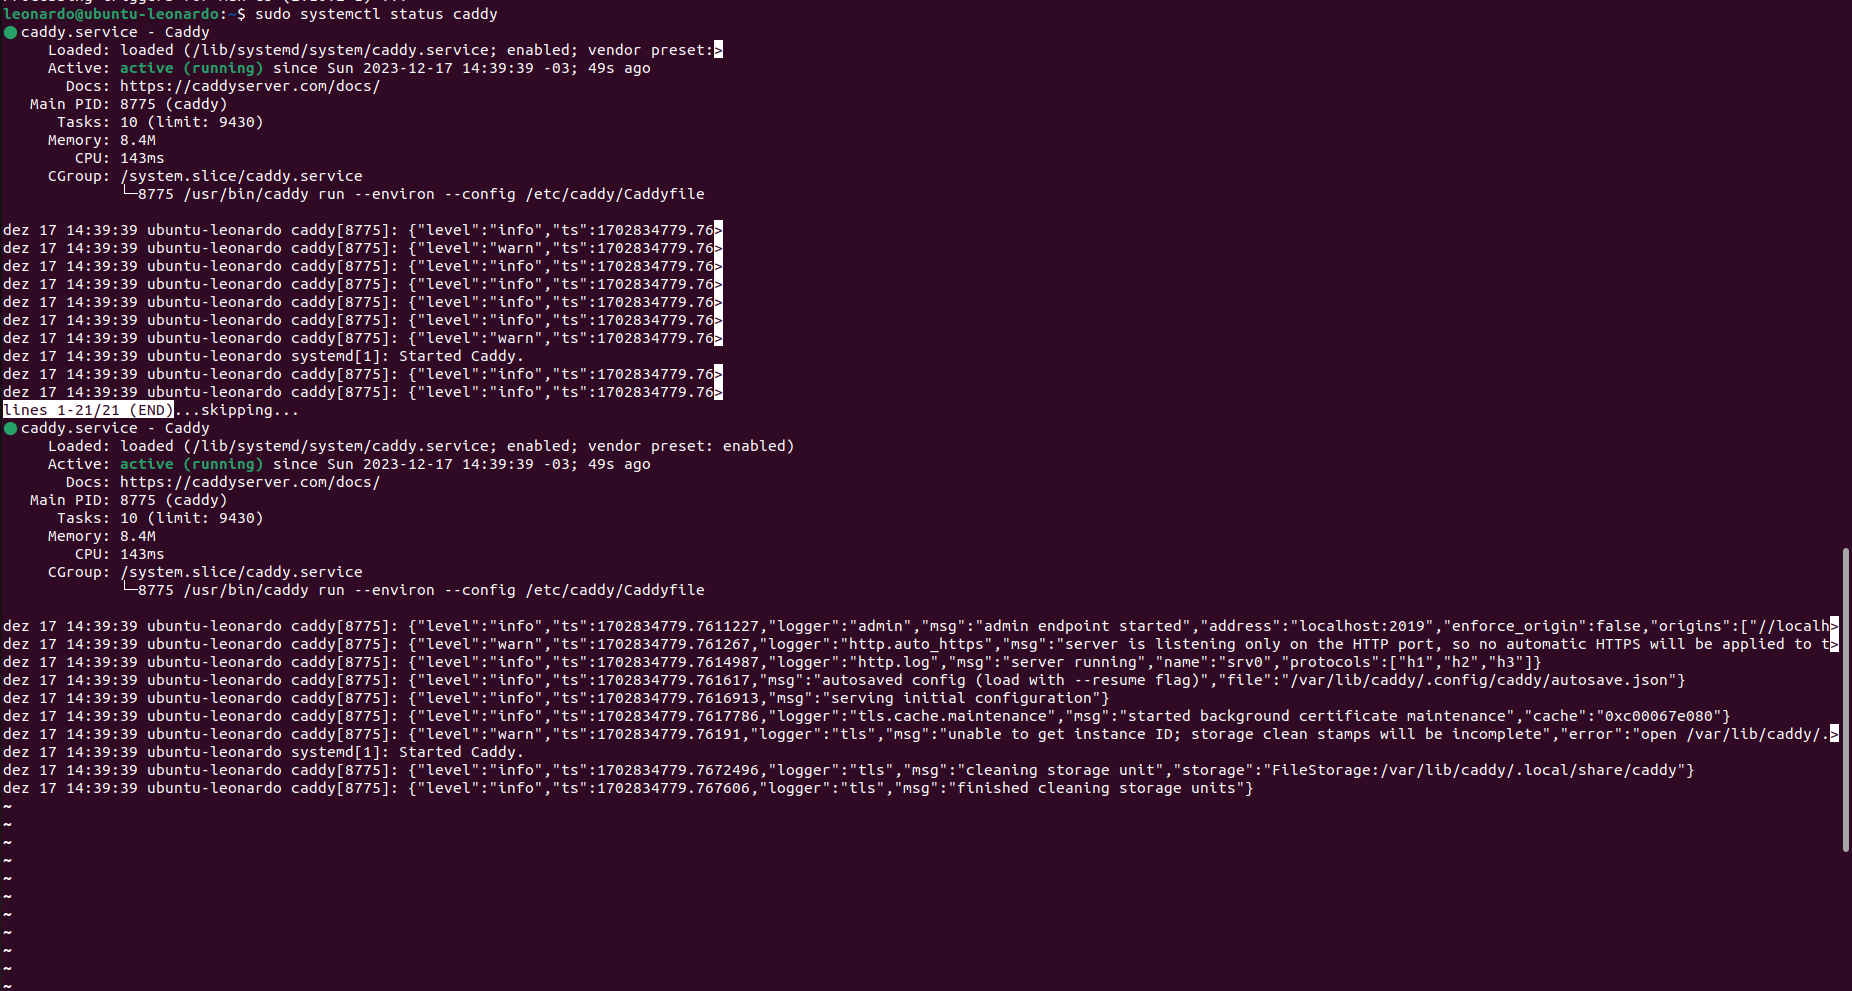 leonardo@ubuntu-leonardo:~$ sudo systemctl status caddy
● caddy.service - Caddy
     Loaded: loaded (/lib/systemd/system/caddy.service; enabled; vendor preset:>
     Active: active (running) since Sun 2023-12-17 14:39:39 -03; 49s ago
       Docs: https://caddyserver.com/docs/
   Main PID: 8775 (caddy)
      Tasks: 10 (limit: 9430)
     Memory: 8.4M
        CPU: 143ms
     CGroup: /system.slice/caddy.service
             └─8775 /usr/bin/caddy run --environ --config /etc/caddy/Caddyfile

dez 17 14:39:39 ubuntu-leonardo caddy[8775]: {"level":"info","ts":1702834779.76>
dez 17 14:39:39 ubuntu-leonardo caddy[8775]: {"level":"warn","ts":1702834779.76>
dez 17 14:39:39 ubuntu-leonardo caddy[8775]: {"level":"info","ts":1702834779.76>
dez 17 14:39:39 ubuntu-leonardo caddy[8775]: {"level":"info","ts":1702834779.76>
dez 17 14:39:39 ubuntu-leonardo caddy[8775]: {"level":"info","ts":1702834779.76>
dez 17 14:39:39 ubuntu-leonardo caddy[8775]: {"level":"info","ts":1702834779.76>
dez 17 14:39:39 ubuntu-leonardo caddy[8775]: {"level":"warn","ts":1702834779.76>
dez 17 14:39:39 ubuntu-leonardo systemd[1]: Started Caddy.
dez 17 14:39:39 ubuntu-leonardo caddy[8775]: {"level":"info","ts":1702834779.76>
dez 17 14:39:39 ubuntu-leonardo caddy[8775]: {"level":"info","ts":1702834779.76>
lines 1-21/21 (END)...skipping...
● caddy.service - Caddy
     Loaded: loaded (/lib/systemd/system/caddy.service; enabled; vendor preset: enabled)
     Active: active (running) since Sun 2023-12-17 14:39:39 -03; 49s ago
       Docs: https://caddyserver.com/docs/
   Main PID: 8775 (caddy)
      Tasks: 10 (limit: 9430)
     Memory: 8.4M
        CPU: 143ms
     CGroup: /system.slice/caddy.service
             └─8775 /usr/bin/caddy run --environ --config /etc/caddy/Caddyfile

dez 17 14:39:39 ubuntu-leonardo caddy[8775]: {"level":"info","ts":1702834779.7611227,"logger":"admin","msg":"admin endpoint started","address":"localhost:2019","enforce_origin":false,"origins":["//localh>
dez 17 14:39:39 ubuntu-leonardo caddy[8775]: {"level":"warn","ts":1702834779.761267,"logger":"http.auto_https","msg":"server is listening only on the HTTP port, so no automatic HTTPS will be applied to t>
dez 17 14:39:39 ubuntu-leonardo caddy[8775]: {"level":"info","ts":1702834779.7614987,"logger":"http.log","msg":"server running","name":"srv0","protocols":["h1","h2","h3"]}
dez 17 14:39:39 ubuntu-leonardo caddy[8775]: {"level":"info","ts":1702834779.761617,"msg":"autosaved config (load with --resume flag)","file":"/var/lib/caddy/.config/caddy/autosave.json"}
dez 17 14:39:39 ubuntu-leonardo caddy[8775]: {"level":"info","ts":1702834779.7616913,"msg":"serving initial configuration"}
dez 17 14:39:39 ubuntu-leonardo caddy[8775]: {"level":"info","ts":1702834779.7617786,"logger":"tls.cache.maintenance","msg":"started background certificate maintenance","cache":"0xc00067e080"}
dez 17 14:39:39 ubuntu-leonardo caddy[8775]: {"level":"warn","ts":1702834779.76191,"logger":"tls","msg":"unable to get instance ID; storage clean stamps will be incomplete","error":"open /var/lib/caddy/.>
dez 17 14:39:39 ubuntu-leonardo systemd[1]: Started Caddy.
dez 17 14:39:39 ubuntu-leonardo caddy[8775]: {"level":"info","ts":1702834779.7672496,"logger":"tls","msg":"cleaning storage unit","storage":"FileStorage:/var/lib/caddy/.local/share/caddy"}
dez 17 14:39:39 ubuntu-leonardo caddy[8775]: {"level":"info","ts":1702834779.767606,"logger":"tls","msg":"finished cleaning storage units"}
~
~
~
~
~
~
~
~
~
~
~